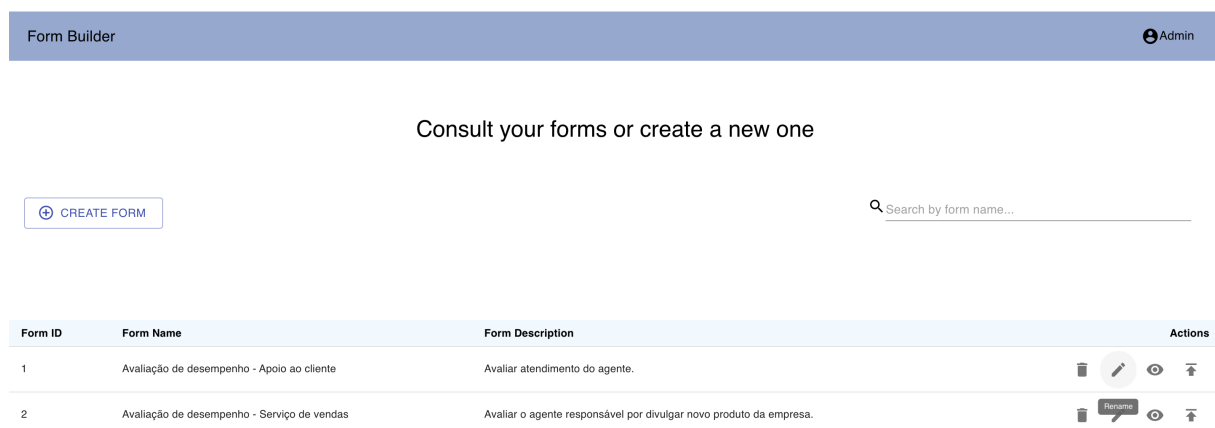 Form Builder
Admin
Consult your forms or create a new one
CREATE FORM
Search by form name...
Form ID Form Name Form Description Actions
1 Avaliação de desempenho - Apoio ao cliente Avaliar atendimento do agente.
Rename
2 Avaliação de desempenho - Serviço de vendas Avaliar o agente responsável por divulgar novo produto da empresa.